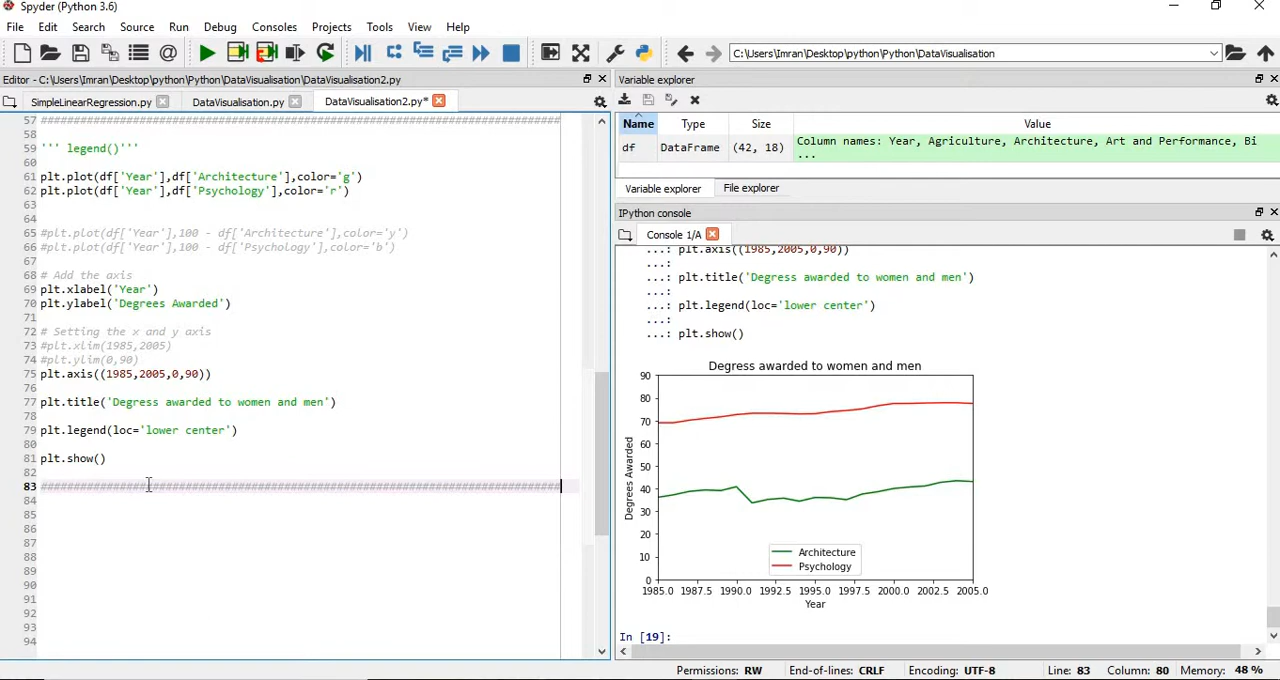 Spyder (Python 3.6)
File Edit Search Source Run Debug Consoles Projects Tools View Help
C:\Users\Imran\Desktop\python\Python\DataVisualisation
Editor - C:\Users\Imran\Desktop\python\Python\DataVisualisation\DataVisualisation2.py
SimpleLinearRegression.py DataVisualisation.py DataVisualisation2.py*
57 ################################################################################
58
59 ''' legend()'''
60
61 plt.plot(df['Year'],df['Architecture'],color='g')
62 plt.plot(df['Year'],df['Psychology'],color='r')
63
64
65 #plt.plot(df['Year'],100 - df['Architecture'],color='y')
66 #plt.plot(df['Year'],100 - df['Psychology'],color='b')
67
68 # Add the axis
69 plt.xlabel('Year')
70 plt.ylabel('Degrees Awarded')
71
72 # Setting the x and y axis
73 #plt.xlim(1985,2005)
74 #plt.ylim(0,90)
75 plt.axis((1985,2005,0,90))
76
77 plt.title('Degress awarded to women and men')
78
79 plt.legend(loc='lower center')
80
81 plt.show()
82
83 ###############################################################################
84
85
86
87
88
89
90
91
92
93
94
Variable explorer
Name Type Size Value
df DataFrame (42, 18) Column names: Year, Agriculture, Architecture, Art and Performance, Bi
...
Variable explorer File explorer
IPython console
Console 1/A
...: plt.axis((1985,2005,0,90))
...:
...: plt.title('Degress awarded to women and men')
...:
...: plt.legend(loc='lower center')
...:
...: plt.show()
Degress awarded to women and men
90
80
70
60
50
40
30
20
10
0
Degrees Awarded
Architecture
Psychology
1985.0 1987.5 1990.0 1992.5 1995.0 1997.5 2000.0 2002.5 2005.0
Year
In [19]:
Permissions: RW End-of-lines: CRLF Encoding: UTF-8 Line: 83 Column: 80 Memory: 48 %